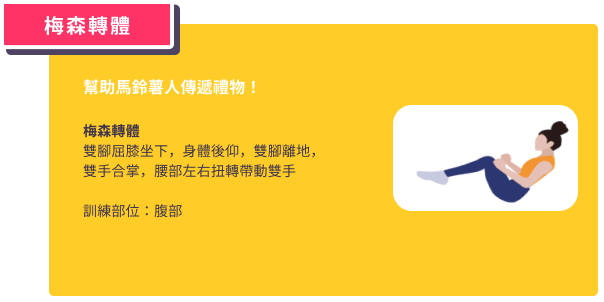 梅森轉體
幫助馬鈴薯人傳遞禮物！
梅森轉體
雙腳屈膝坐下，身體後仰，雙腳離地，
雙手合掌，腰部左右扭轉帶動雙手
訓練部位：腹部